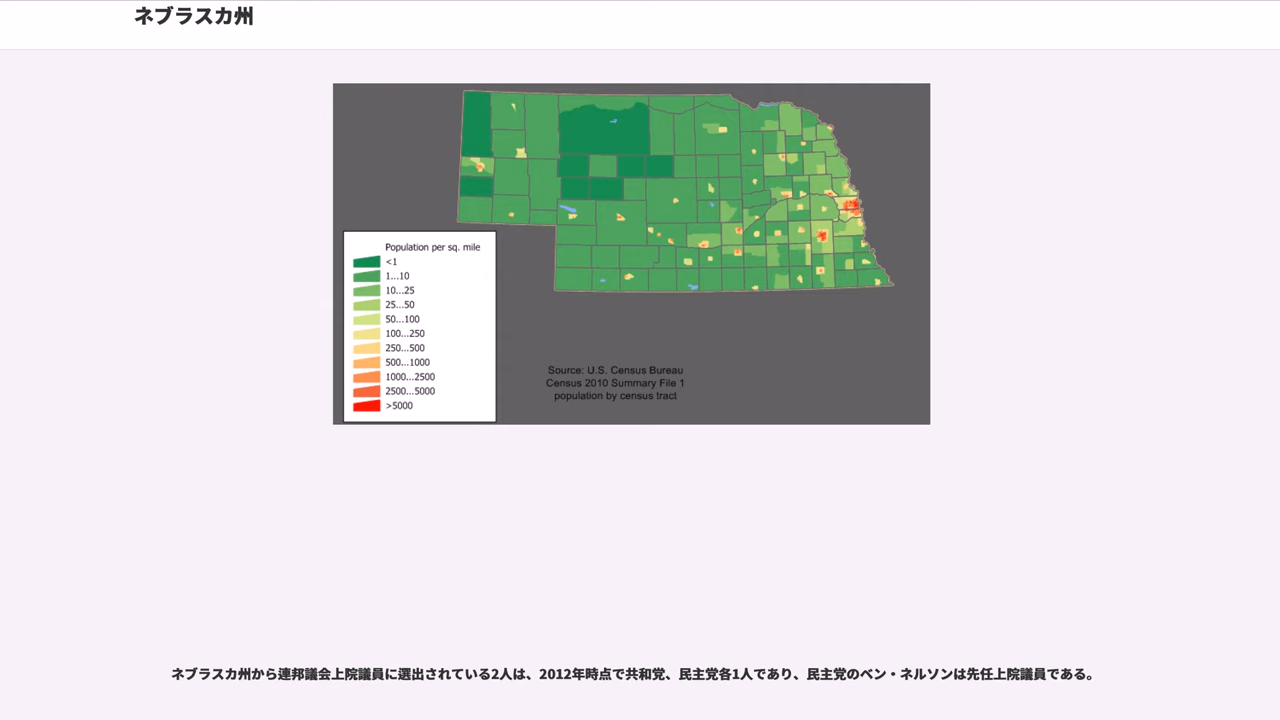 ネブラスカ州
Population per sq. mile
<1
1...10
10...25
25...50
50...100
100...250
250...500
500...1000
1000...2500
2500...5000
>5000
Source: U.S. Census Bureau
Census 2010 Summary File 1
population by census tract
ネブラスカ州から連邦議会上院議員に選出されている2人は、2012年時点で共和党、民主党各1人であり、民主党のベン・ネルソンは先任上院議員である。